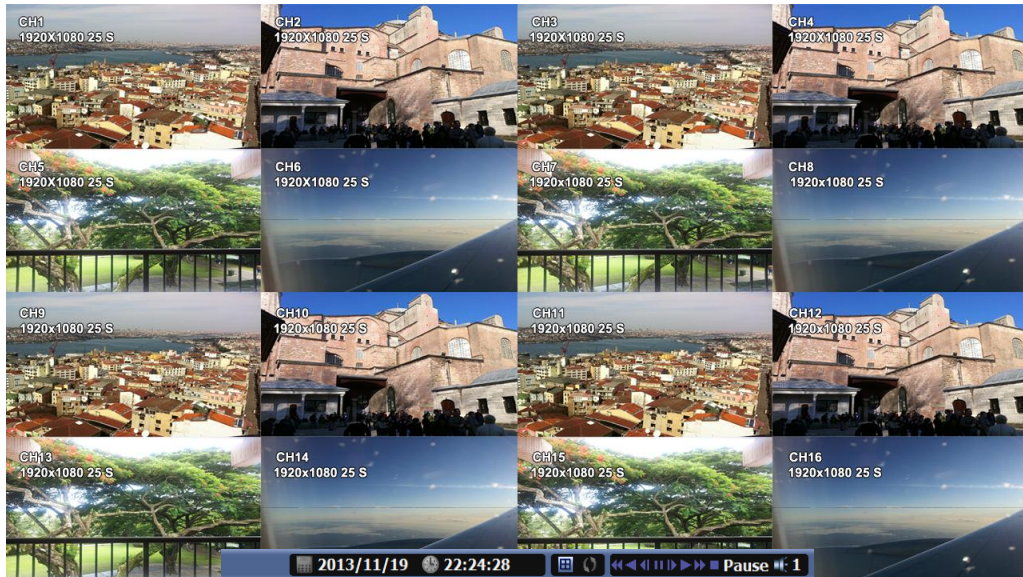 CH1
1920X1080 25 S
CH2
1920X1080 25 S
CH3
1920X1080 25 S
CH4
1920X1080 25 S
CH5
1920X1080 25 S
CH6
1920X1080 25 S
CH7
1920x1080 25 S
CH8
1920x1080 25 S
CH9
1920x1080 25 S
CH10
1920x1080 25 S
CH11
1920x1080 25 S
CH12
1920x1080 25 S
CH13
1920x1080 25 S
CH14
1920x1080 25 S
CH15
1920x1080 25 S
CH16
1920x1080 25 S
2013/11/19 22:24:28 Pause 1